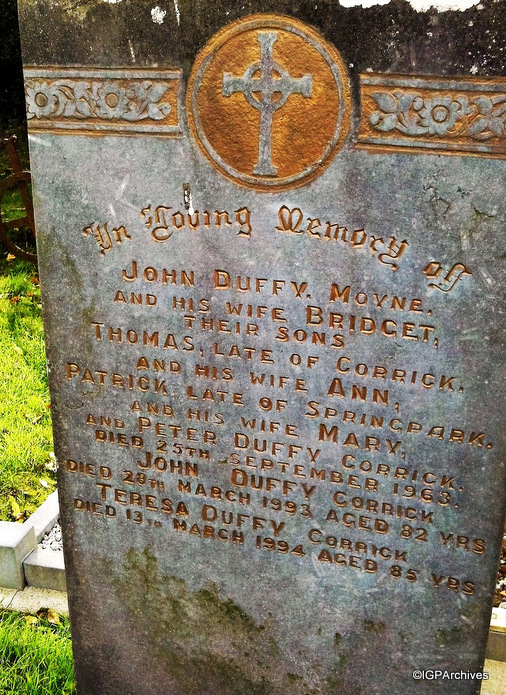 In Loving Memory of
JOHN DUFFY, MOYNE,
AND HIS WIFE BRIDGET,
THEIR SONS
THOMAS, LATE OF CORRICK,
AND HIS WIFE ANN,
PATRICK LATE OF SPRINGPARK,
AND HIS WIFE MARY,
AND PETER DUFFY CORRICK,
DIED 25TH SEPTEMBER 1963,
JOHN DUFFY CORRICK
DIED 28TH MARCH 1993 AGED 82 YRS
TERESA DUFFY CORRICK
DIED 13TH MARCH 1994 AGED 85 YRS
©IGPArchives